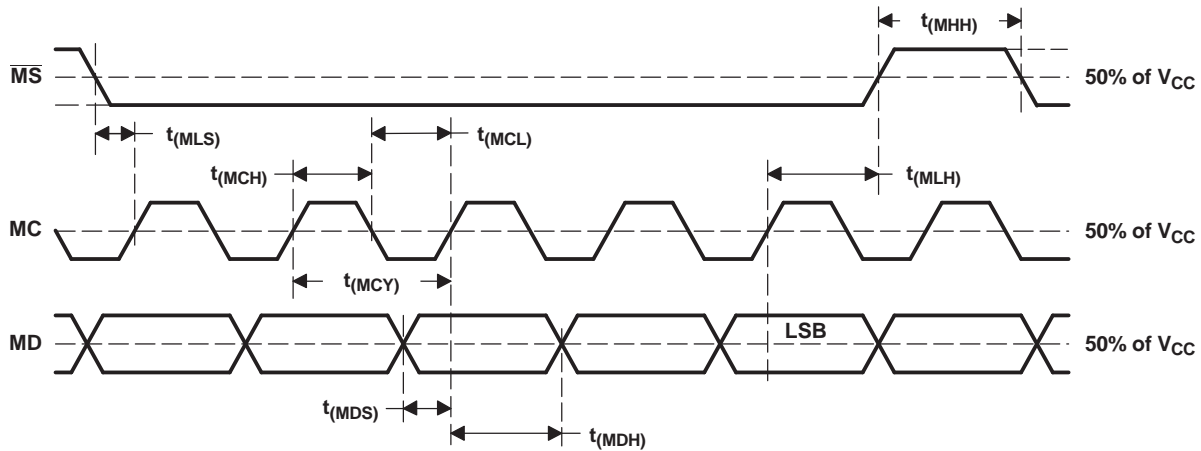 t(MHH)
MS
50% of VCC
t(MLS)
t(MCL)
t(MCH)
t(MLH)
MC
50% of VCC
t(MCY)
MD
LSB
50% of VCC
t(MDS)
t(MDH)